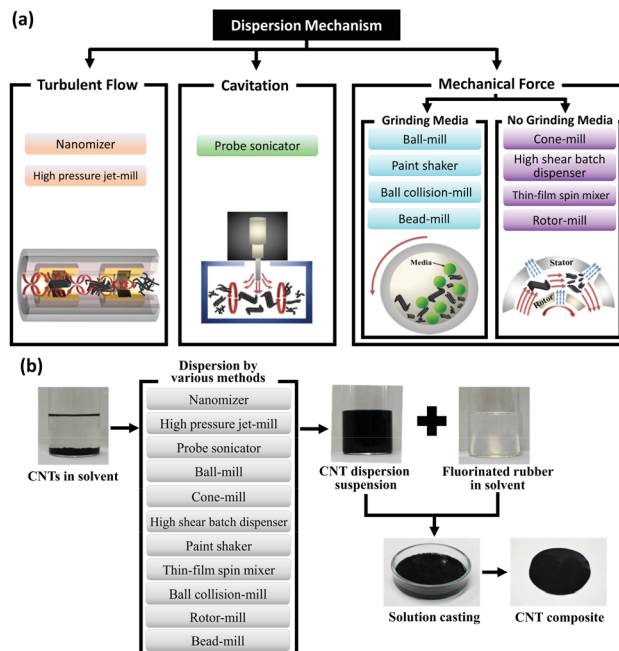 (a)
Dispersion Mechanism
Turbulent Flow
Nanomizer
High pressure jet-mill
Cavitation
Probe sonicator
Mechanical Force
Grinding Media
Ball-mill
Paint shaker
Ball collision-mill
Bead-mill
Media
No Grinding Media
Cone-mill
High shear batch
dispenser
Thin-film spin mixer
Rotor-mill
Stator
Rotor
(b)
CNTs in solvent
Dispersion by
various methods
Nanomizer
High pressure jet-mill
Probe sonicator
Ball-mill
Cone-mill
High shear batch dispenser
Paint shaker
Thin-film spin mixer
Ball collision-mill
Rotor-mill
Bead-mill
CNT dispersion
suspension
Fluorinated rubber
in solvent
Solution casting
CNT composite